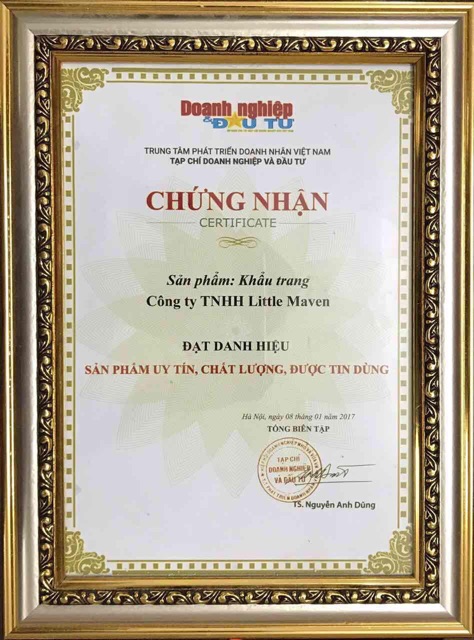 Doanh nghiệp
& ĐẦU TƯ
TRUNG TÂM PHÁT TRIỂN DOANH NHÂN VIỆT NAM
TẠP CHÍ DOANH NGHIỆP VÀ ĐẦU TƯ
CHỨNG NHẬN
CERTIFICATE
Sản phẩm: Khẩu trang
Công ty TNHH Little Maven
ĐẠT DANH HIỆU
SẢN PHẨM UY TÍN, CHẤT LƯỢNG, ĐƯỢC TIN DÙNG
Hà Nội, ngày 08 tháng 01 năm 2017
TỔNG BIÊN TẬP
TẠP CHÍ
DOANH NGHIỆP
VÀ ĐẦU TƯ
TS. Nguyễn Anh Dũng